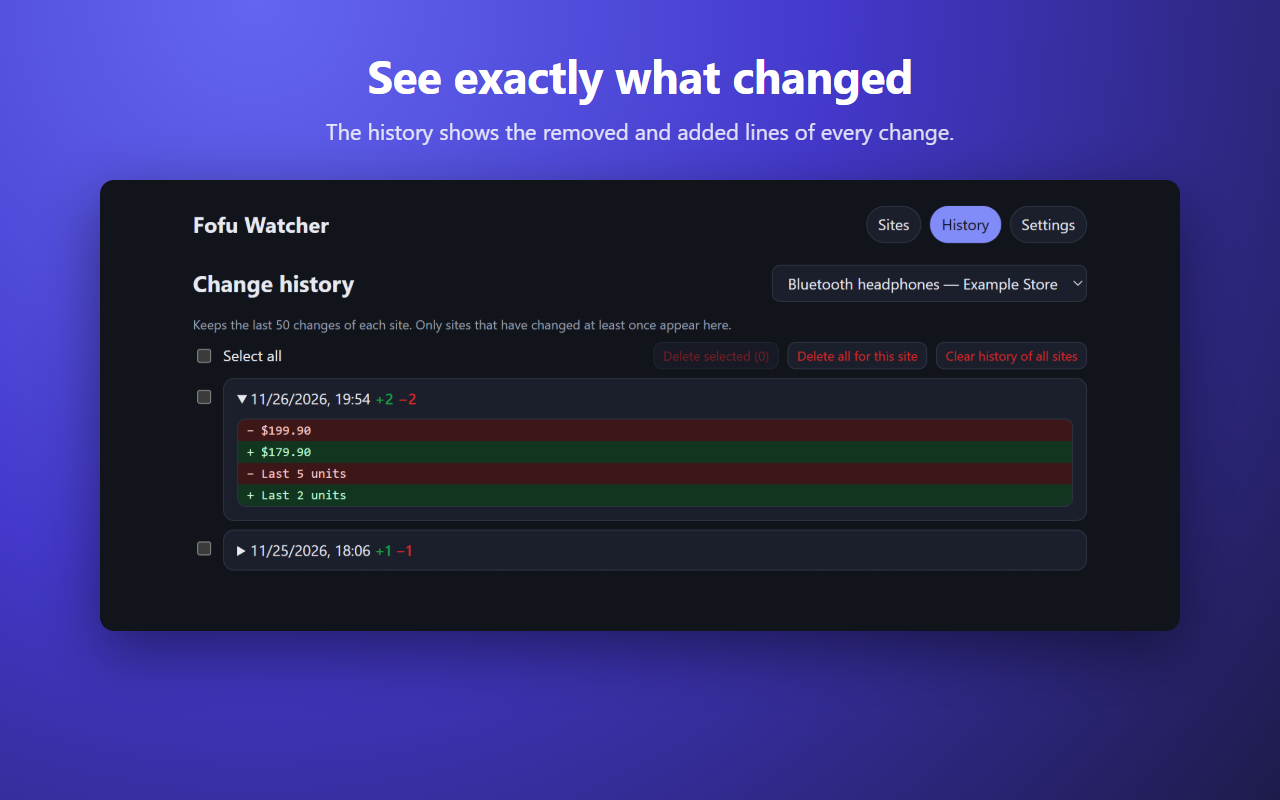 See exactly what changed
The history shows the removed and added lines of every change.
Fofu Watcher
Sites
History
Settings
Change history
Bluetooth headphones — Example Store
Keeps the last 50 changes of each site. Only sites that have changed at least once appear here.
Select all
Delete selected (0)
Delete all for this site
Clear history of all sites
▼ 11/26/2026, 19:54 +2 −2
− $199.90
+ $179.90
− Last 5 units
+ Last 2 units
▶ 11/25/2026, 18:06 +1 −1